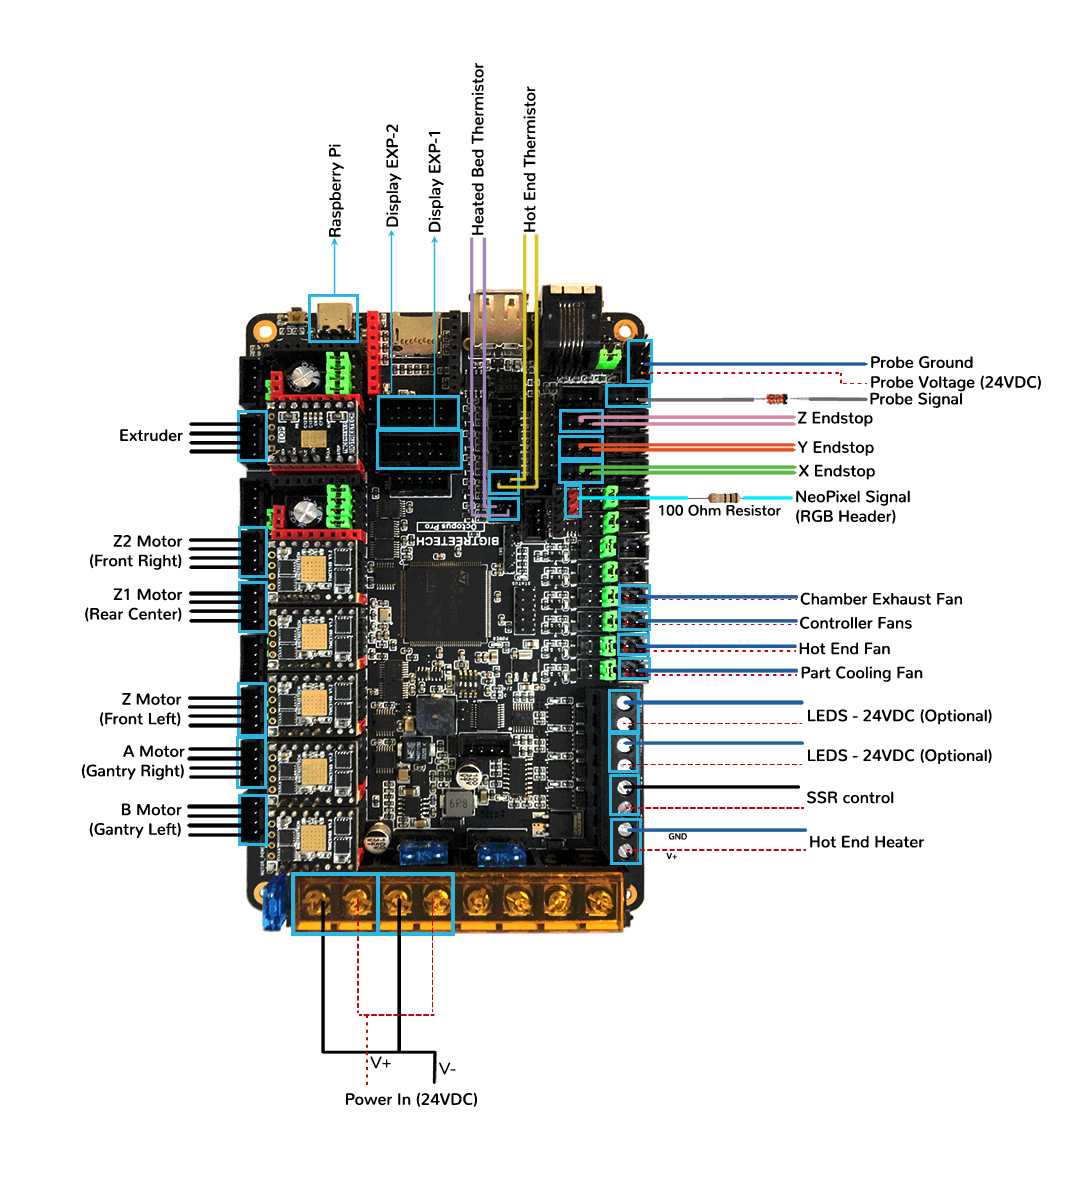 Raspberry Pi
Display EXP-2
Display EXP-1
Heated Bed Thermistor
Hot End Thermistor
Probe Ground
Probe Voltage (24VDC)
Probe Signal
Z Endstop
Y Endstop
X Endstop
NeoPixel Signal
(RGB Header)
100 Ohm Resistor
Extruder
TOP
Octopus Pro
BIGTREETECH
STATUS
Z2 Motor
(Front Right)
Z1 Motor
(Rear Center)
Z Motor
(Front Left)
A Motor
(Gantry Right)
B Motor
(Gantry Left)
Chamber Exhaust Fan
Controller Fans
Hot End Fan
Part Cooling Fan
LEDS - 24VDC (Optional)
LEDS - 24VDC (Optional)
SSR control
6R8
GND
Hot End Heater
V+
V+
V-
Power In (24VDC)